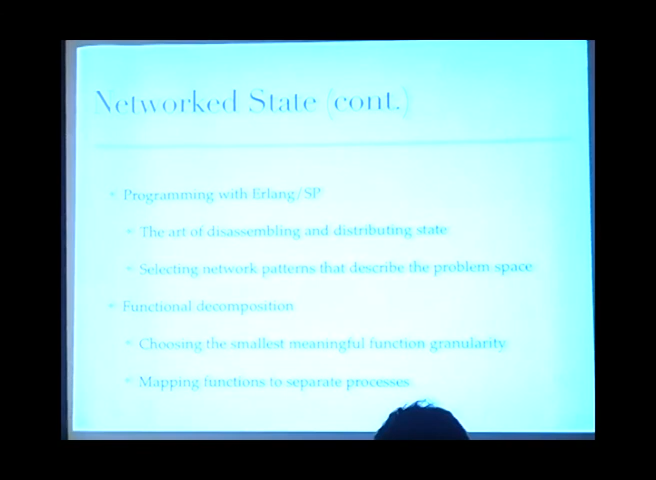 Networked State (cont.)
Programming with Erlang/SP
The art of disassembling and distributing state
Selecting network patterns that describe the problem space
Functional decomposition
Choosing the smallest meaningful function granularity
Mapping functions to separate processes